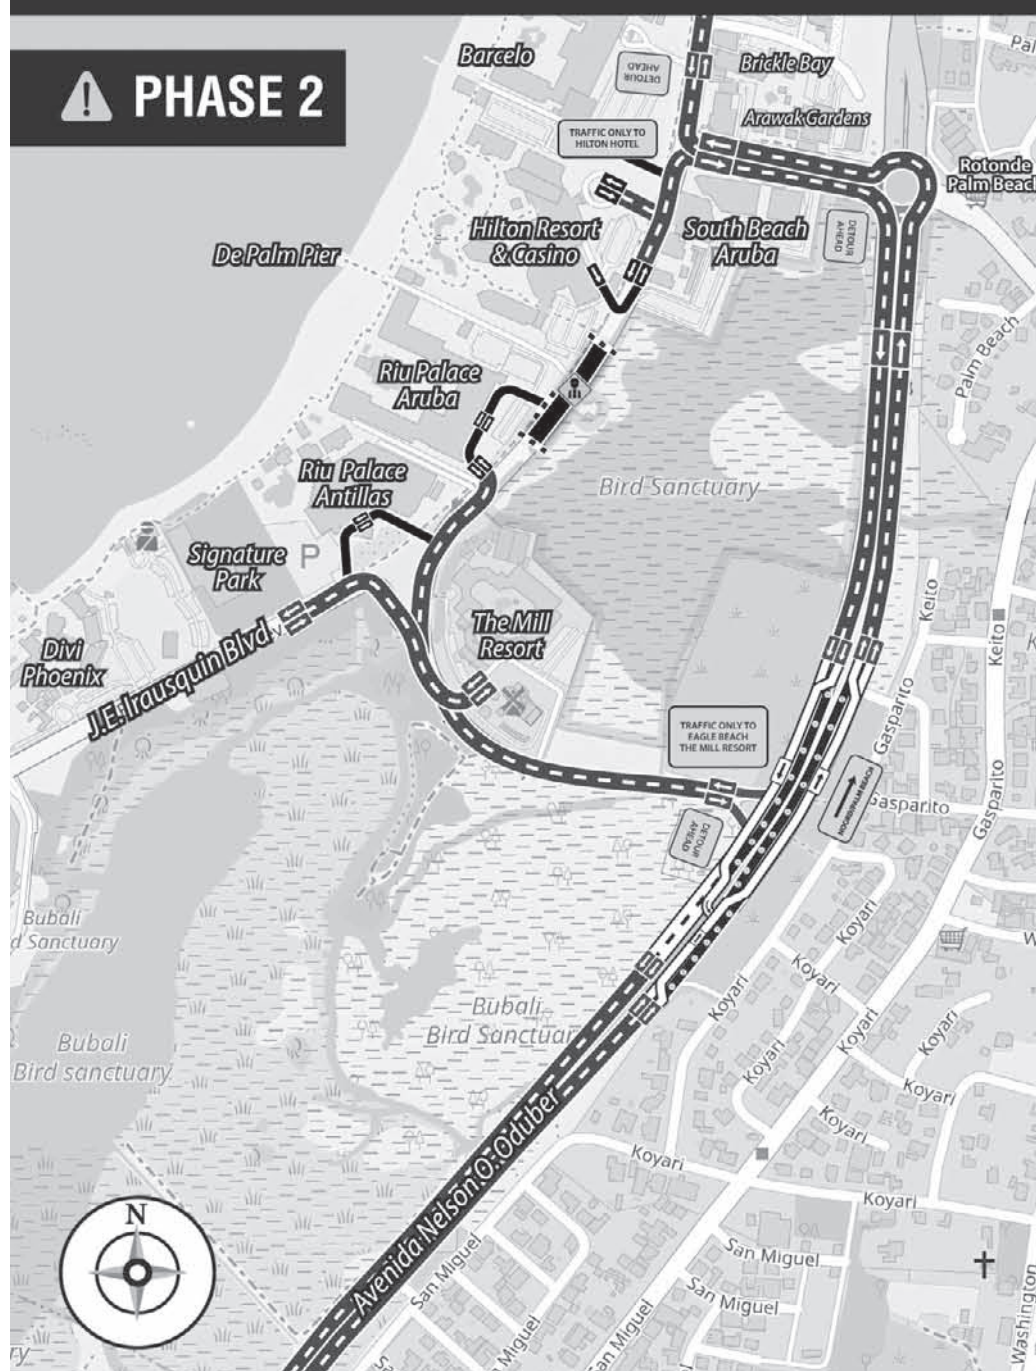 PHASE 2
Barcelo
DETOUR
AHEAD
Brickle Bay
Arawak Gardens
TRAFFIC ONLY TO
HILTON HOTEL
Rotonde
Palm Beach
Hilton Resort
& Casino
South Beach
Aruba
DETOUR
AHEAD
De Palm Pier
Palm Beach
Riu Palace
Aruba
Riu Palace
Antillas
Bird Sanctuary
Signature
Park
P
The Mill
Resort
Keito
Keito
Divi
Phoenix
J.E. Irausquin Blvd
TRAFFIC ONLY TO
EAGLE BEACH
THE MILL RESORT
Gasparito
Gasparito
Gasparito
DETOUR
AHEAD
Koyari
Bubali
d Sanctuary
Koyari
Koyari
Bubali
Bird Sanctuar
Koyari
Koyari
Koyari
Bubali
Bird sanctuary
Koyari
Koyari
Avenida Nelson O. Oduber
Koyari
Koyari
N
San Miguel
San Miguel
San Miguel
San Miguel
San Miguel
Washington
ry